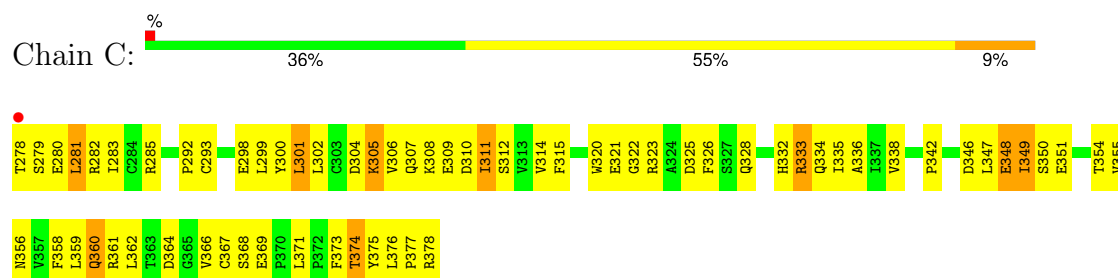 %
Chain C:
36% 55% 9%
T278 S279 E280 L281 R282 I283 C284 R285 P292 C293 E298 L299 Y300 L301 L302 C303 D304 K305 V306 Q307 K308 E309 D310 I311 S312 V313 V314 F315 W320 E321 G322 R323 A324 D325 F326 S327 Q328 H332 R333 Q334 I335 A336 I337 V338 P342 D346 L347 E348 I349 S350 E351 T354 V355
N356 V357 F358 L359 Q360 R361 L362 T363 D364 G365 V366 C367 S368 E369 P370 L371 P372 F373 T374 Y375 L376 P377 R378